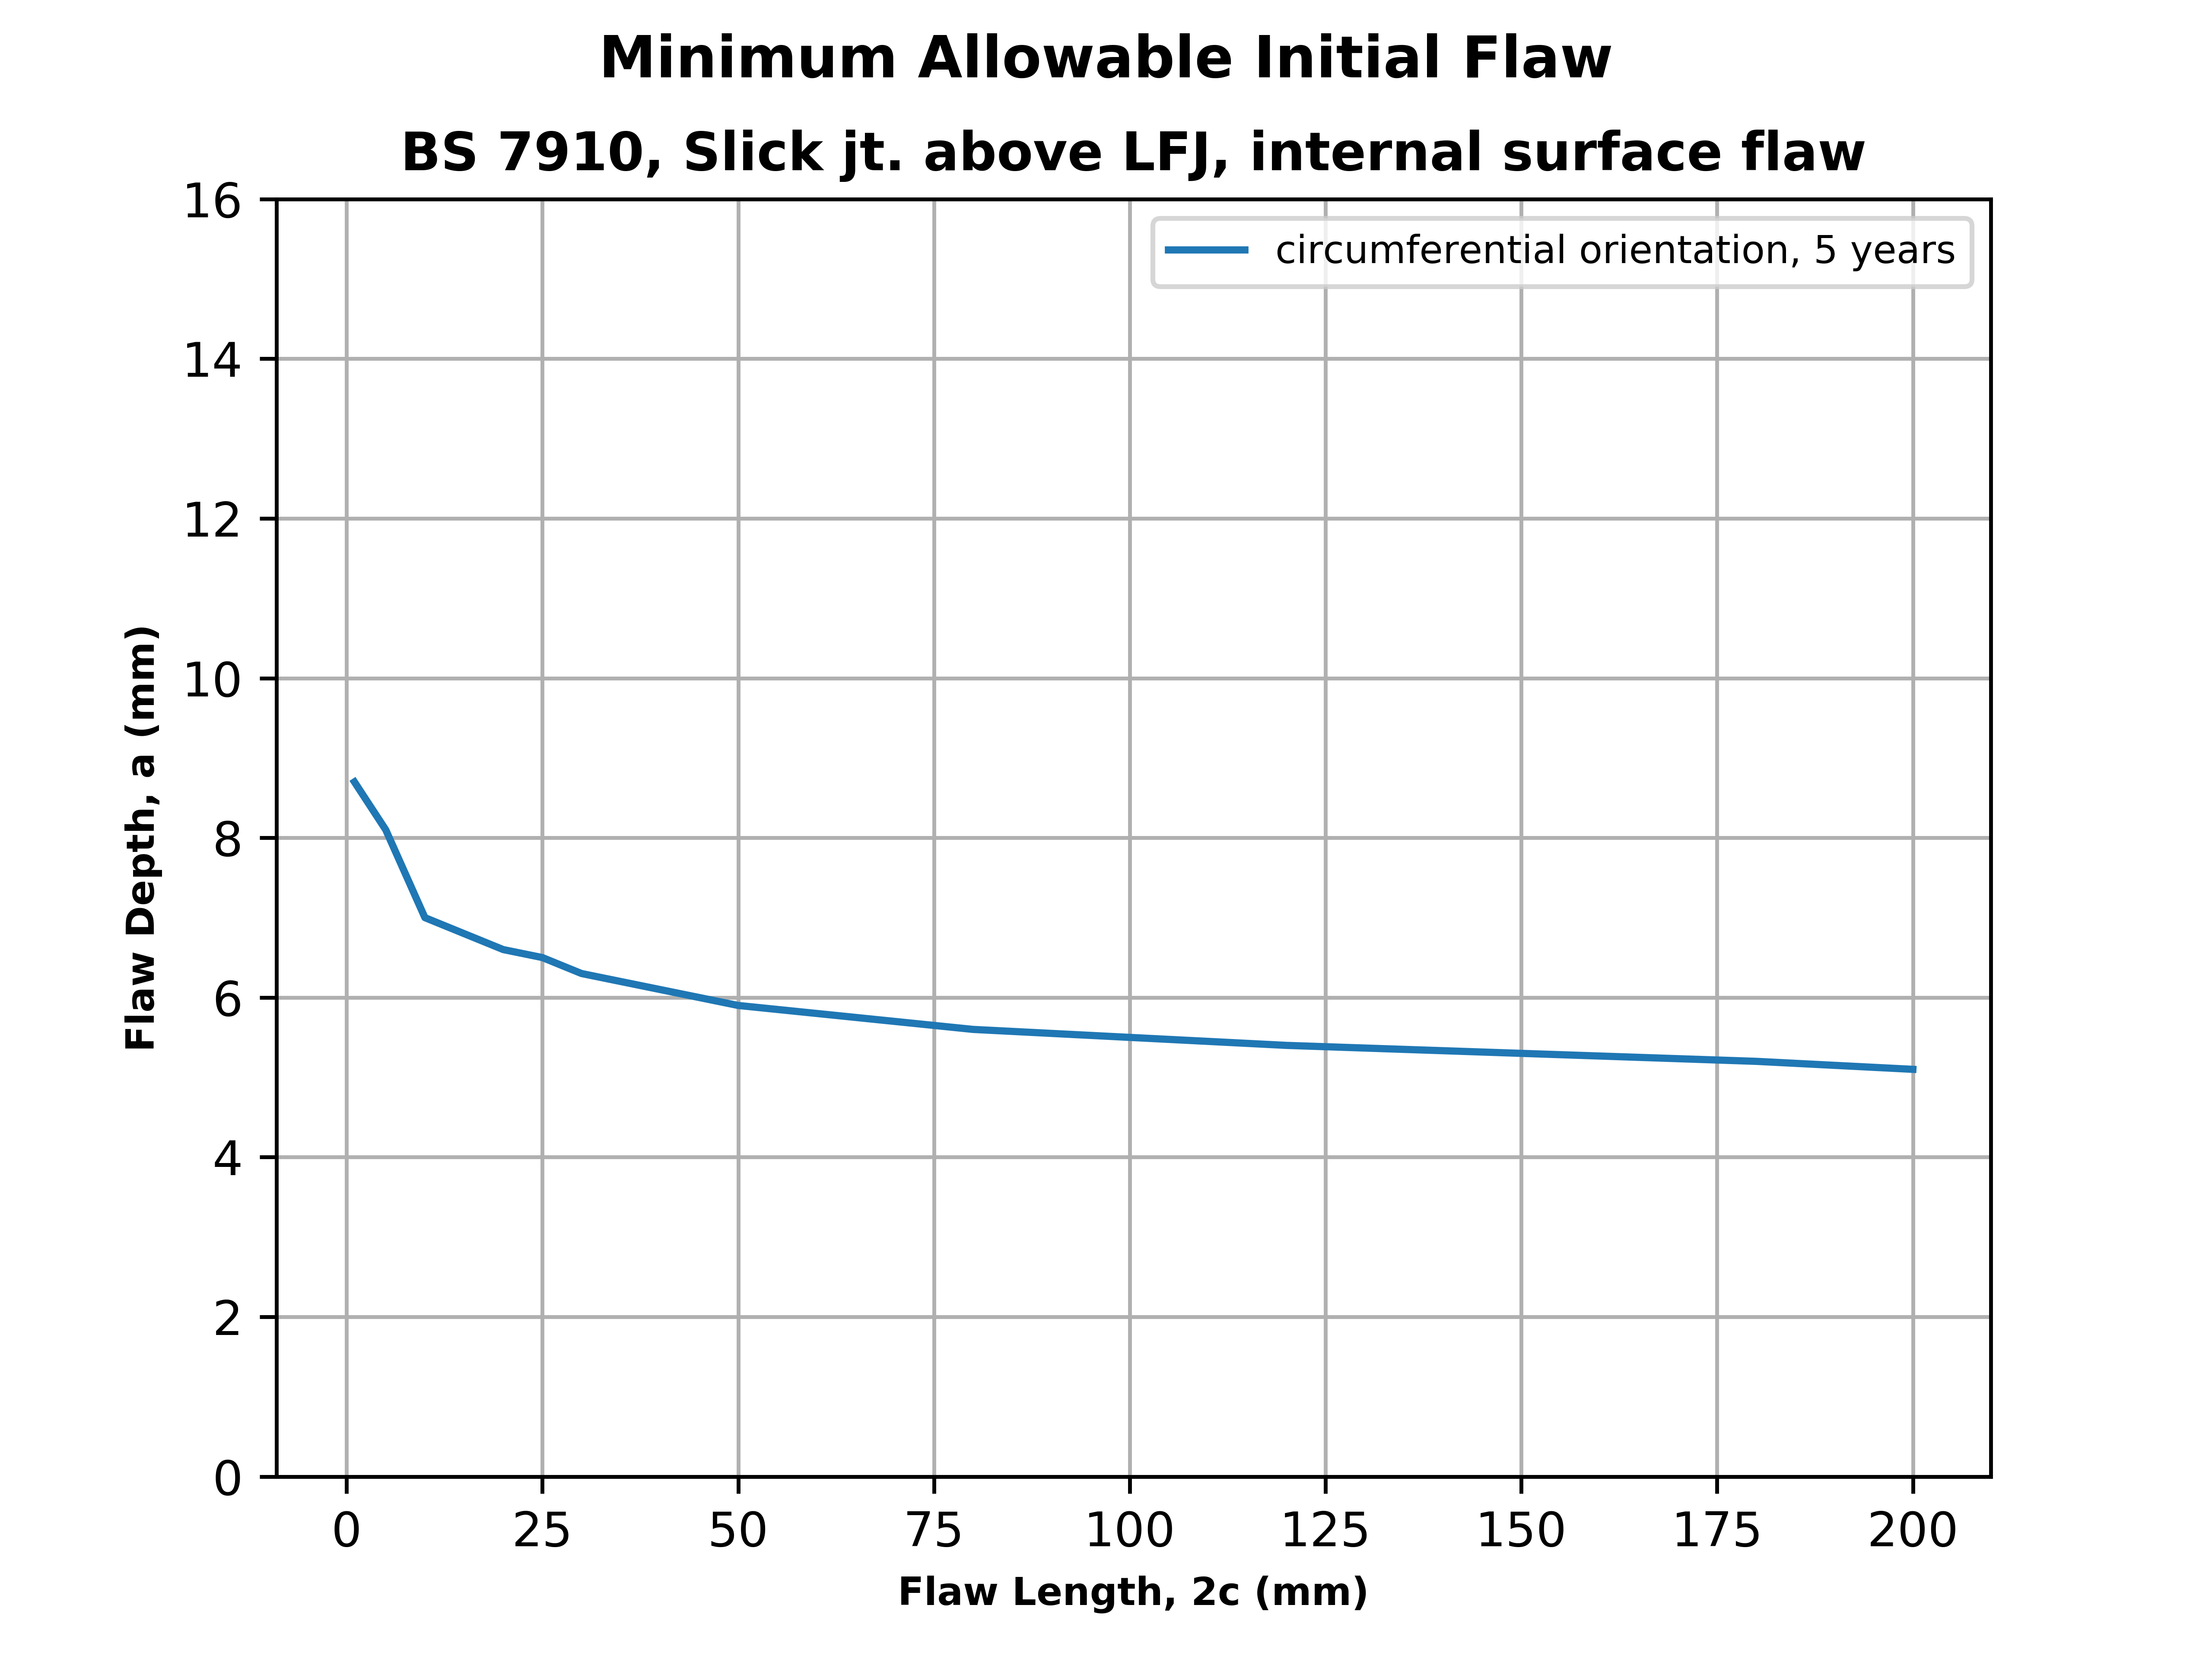 Minimum Allowable Initial Flaw
BS 7910, Slick jt. above LFJ, internal surface flaw
circumferential orientation, 5 years
16
14
12
10
8
6
4
2
0
Flaw Depth, a (mm)
0 25 50 75 100 125 150 175 200
Flaw Length, 2c (mm)